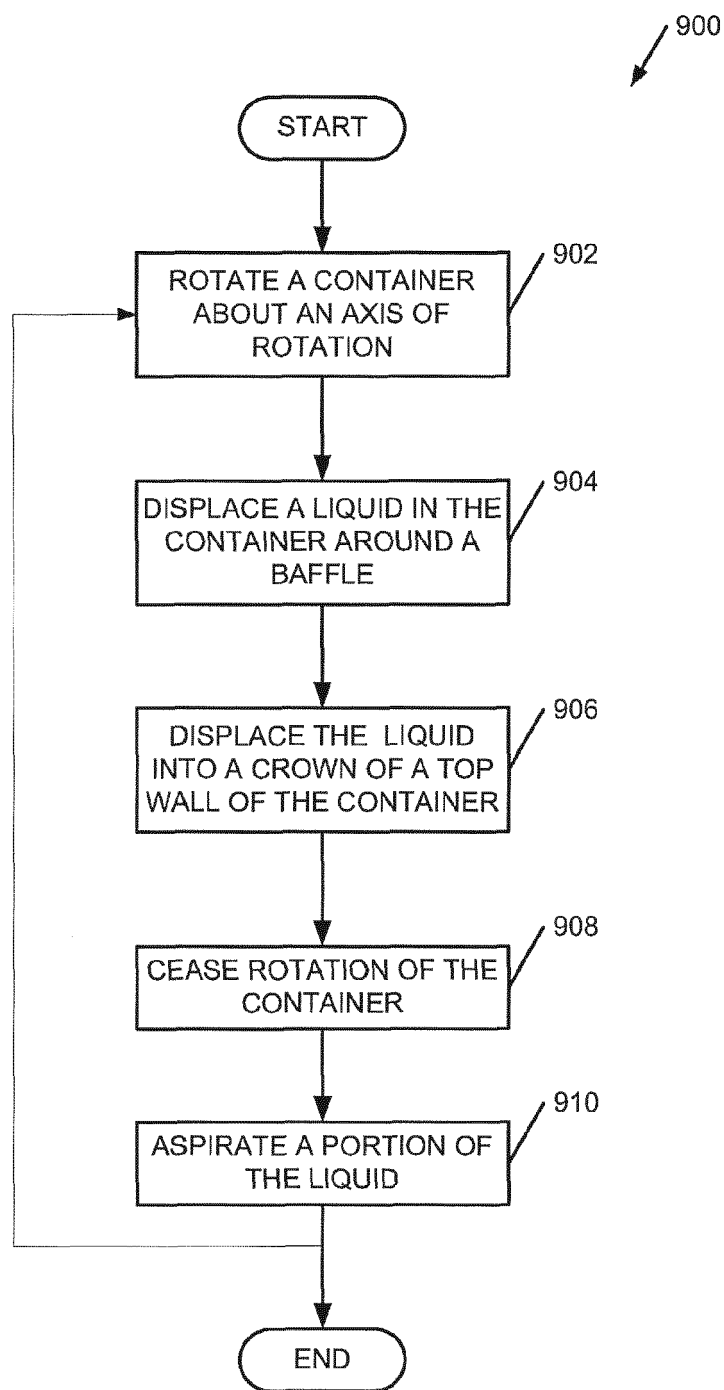 900
START
902
ROTATE A CONTAINER
ABOUT AN AXIS OF
ROTATION
904
DISPLACE A LIQUID IN THE
CONTAINER AROUND A
BAFFLE
906
DISPLACE THE LIQUID
INTO A CROWN OF A TOP
WALL OF THE CONTAINER
908
CEASE ROTATION OF THE
CONTAINER
910
ASPIRATE A PORTION OF
THE LIQUID
END